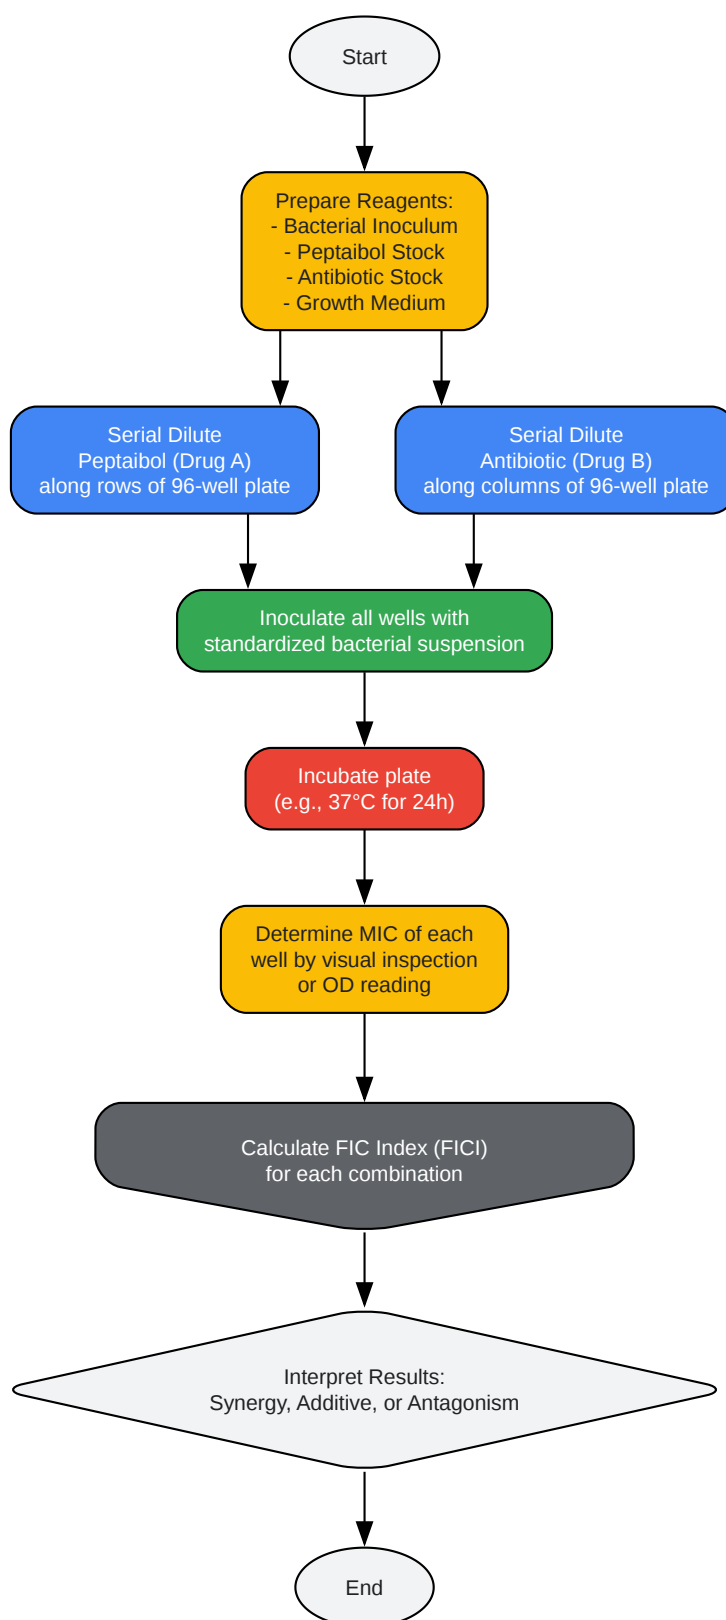 Start
Prepare Reagents:
- Bacterial Inoculum
- Peptaibol Stock
- Antibiotic Stock
- Growth Medium
Serial Dilute
Peptaibol (Drug A)
along rows of 96-well plate
Serial Dilute
Antibiotic (Drug B)
along columns of 96-well plate
Inoculate all wells with
standardized bacterial suspension
Incubate plate
(e.g., 37°C for 24h)
Determine MIC of each
well by visual inspection
or OD reading
Calculate FIC Index (FICI)
for each combination
Interpret Results:
Synergy, Additive, or Antagonism
End